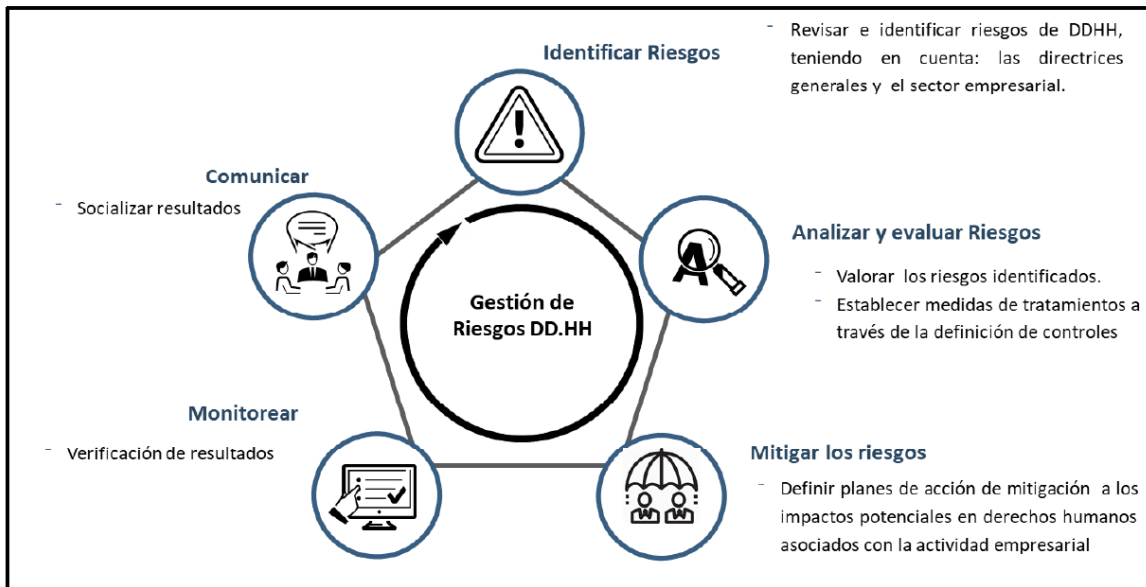 Identificar Riesgos
- Revisar e identificar riesgos de DDHH,
teniendo en cuenta: las directrices
generales y el sector empresarial.
Analizar y evaluar Riesgos
- Valorar los riesgos identificados.
- Establecer medidas de tratamientos a
través de la definición de controles
Mitigar los riesgos
- Definir planes de acción de mitigación a los
impactos potenciales en derechos humanos
asociados con la actividad empresarial
Monitorear
- Verificación de resultados
Comunicar
- Socializar resultados
Gestión de
Riesgos DD.HH